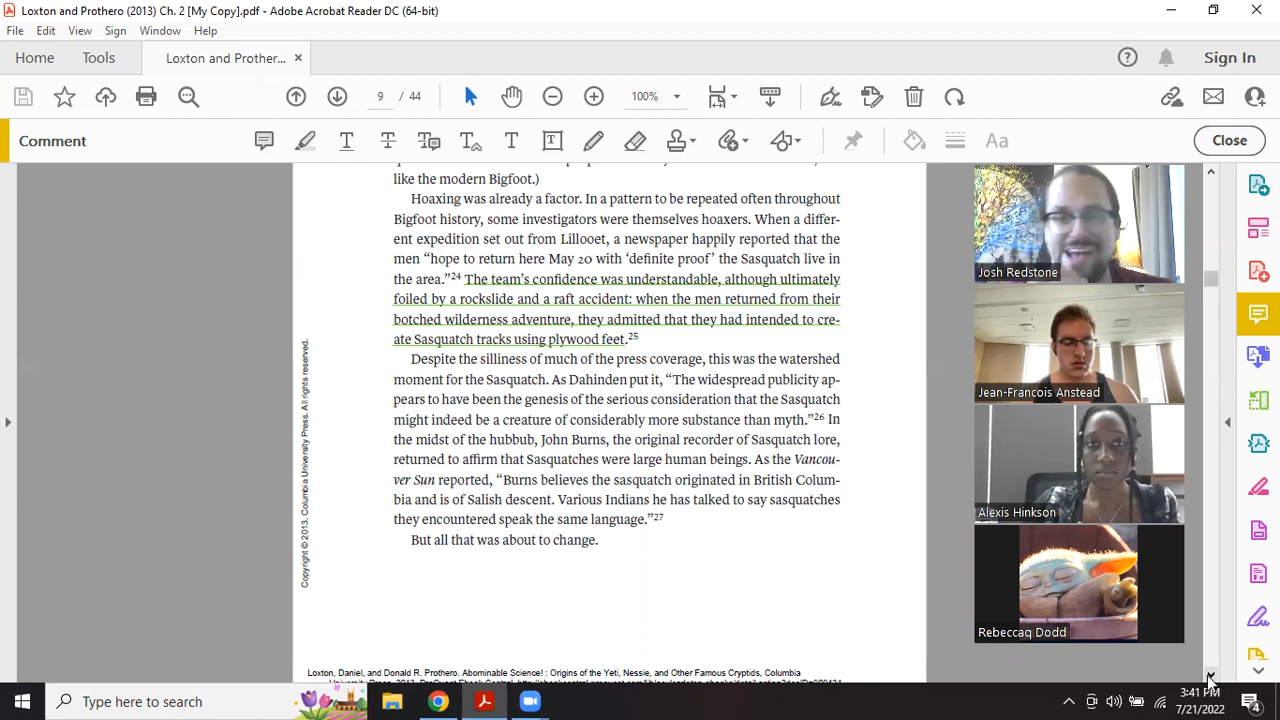 Loxton and Prothero (2013) Ch. 2 [My Copy].pdf - Adobe Acrobat Reader DC (64-bit)
File Edit View Sign Window Help
Home Tools Loxton and Prother... Sign In
9 / 44 100%
Comment Close
like the modern Bigfoot.)
Hoaxing was already a factor. In a pattern to be repeated often throughout
Bigfoot history, some investigators were themselves hoaxers. When a differ-
ent expedition set out from Lillooet, a newspaper happily reported that the
men “hope to return here May 20 with ‘definite proof’ the Sasquatch live in
the area.”24 The team’s confidence was understandable, although ultimately
foiled by a rockslide and a raft accident: when the men returned from their
botched wilderness adventure, they admitted that they had intended to cre-
ate Sasquatch tracks using plywood feet.25
Despite the silliness of much of the press coverage, this was the watershed
moment for the Sasquatch. As Dahinden put it, “The widespread publicity ap-
pears to have been the genesis of the serious consideration that the Sasquatch
might indeed be a creature of considerably more substance than myth.”26 In
the midst of the hubbub, John Burns, the original recorder of Sasquatch lore,
returned to affirm that Sasquatches were large human beings. As the Vancou-
ver Sun reported, “Burns believes the sasquatch originated in British Colum-
bia and is of Salish descent. Various Indians he has talked to say sasquatches
they encountered speak the same language.”27
But all that was about to change.
Copyright © 2013. Columbia University Press. All rights reserved.
Loxton, Daniel, and Donald R. Prothero. Abominable Science! : Origins of the Yeti, Nessie, and Other Famous Cryptids, Columbia
Josh Redstone
Jean-Francois Anstead
Alexis Hinkson
Rebeccaq Dodd
Type here to search
3:41 PM
7/21/2022
4